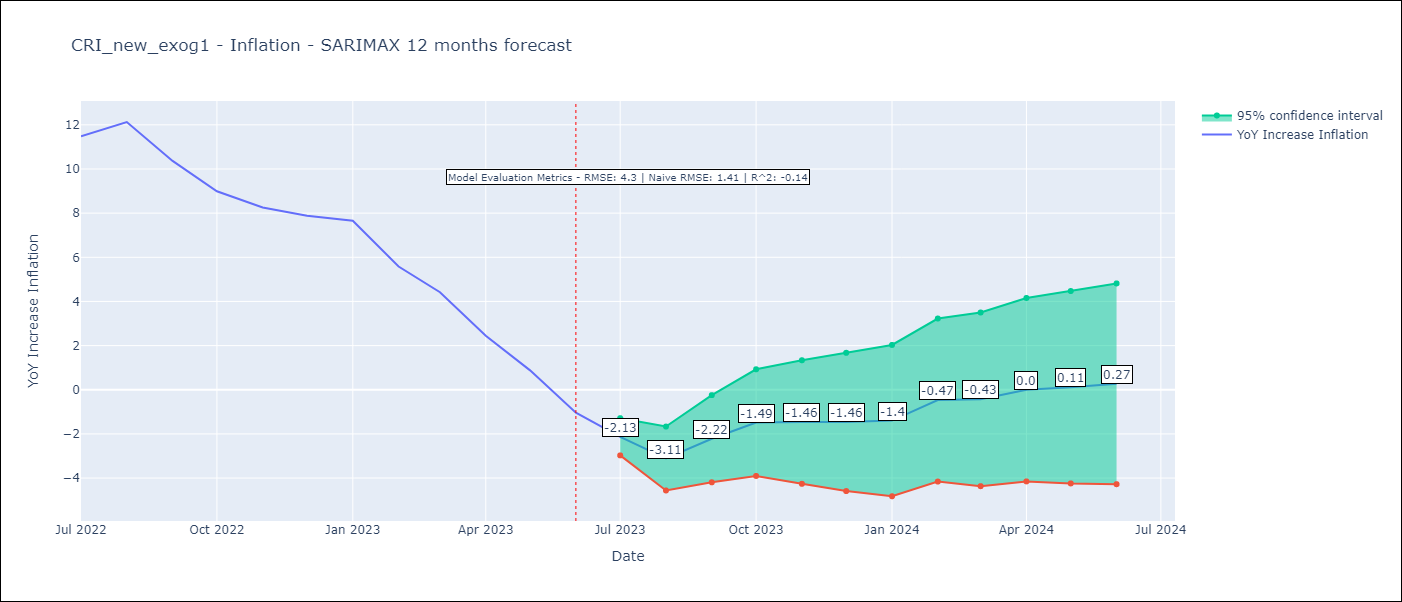 CRI_new_exog1 - Inflation - SARIMAX 12 months forecast
95% confidence interval
YoY Increase Inflation
Model Evaluation Metrics - RMSE: 4.3 | Naive RMSE: 1.41 | R^2: -0.14
YoY Increase Inflation
12
10
8
6
4
2
0
−2
−4
-2.13
-3.11
-2.22
-1.49
-1.46
-1.46
-1.4
-0.47
-0.43
0.0
0.11
0.27
Jul 2022
Oct 2022
Jan 2023
Apr 2023
Jul 2023
Oct 2023
Jan 2024
Apr 2024
Jul 2024
Date